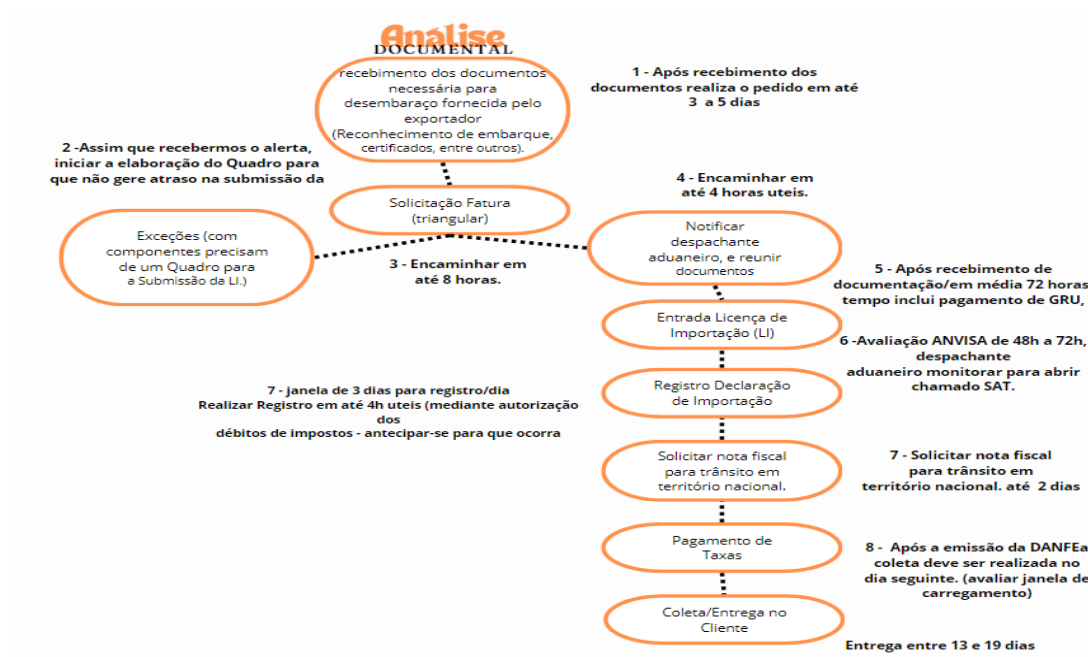 Análise
DOCUMENTAL
recebimento dos documentos
necessária para
desembaraço fornecida pelo
exportador
(Reconhecimento de embarque,
certificados, entre outros).
1 - Após recebimento dos
documentos realiza o pedido em até
3 a 5 dias
2 -Assim que recebermos o alerta,
iniciar a elaboração do Quadro para
que não gere atraso na submissão da
Solicitação Fatura
(triangular)
4 - Encaminhar em
até 4 horas uteis.
Exceções (com
componentes precisam
de um Quadro para
a Submissão da LI.)
3 - Encaminhar em
até 8 horas.
Notificar
despachante
aduaneiro, e reunir
documentos
5 - Após recebimento de
documentação/em média 72 horas
tempo inclui pagamento de GRU,
Entrada Licença de
Importação (LI)
6 -Avaliação ANVISA de 48h a 72h,
despachante
aduaneiro monitorar para abrir
chamado SAT.
7 - janela de 3 dias para registro/dia
Realizar Registro em até 4h uteis (mediante autorização
dos
débitos de impostos - antecipar-se para que ocorra
Registro Declaração
de Importação
Solicitar nota fiscal
para trânsito em
território nacional.
7 - Solicitar nota fiscal
para trânsito em
território nacional. até 2 dias
Pagamento de
Taxas
8 - Após a emissão da DANFEa
coleta deve ser realizada no
dia seguinte. (avaliar janela de
carregamento)
Coleta/Entrega no
Cliente
Entrega entre 13 e 19 dias